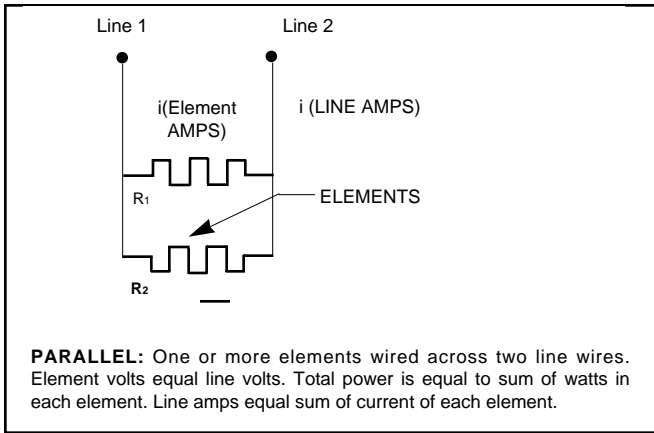 Line 1 Line 2
i(Element
AMPS)
i (LINE AMPS)
R1
ELEMENTS
R2
PARALLEL: One or more elements wired across two line wires.
Element volts equal line volts. Total power is equal to sum of watts in
each element. Line amps equal sum of current of each element.